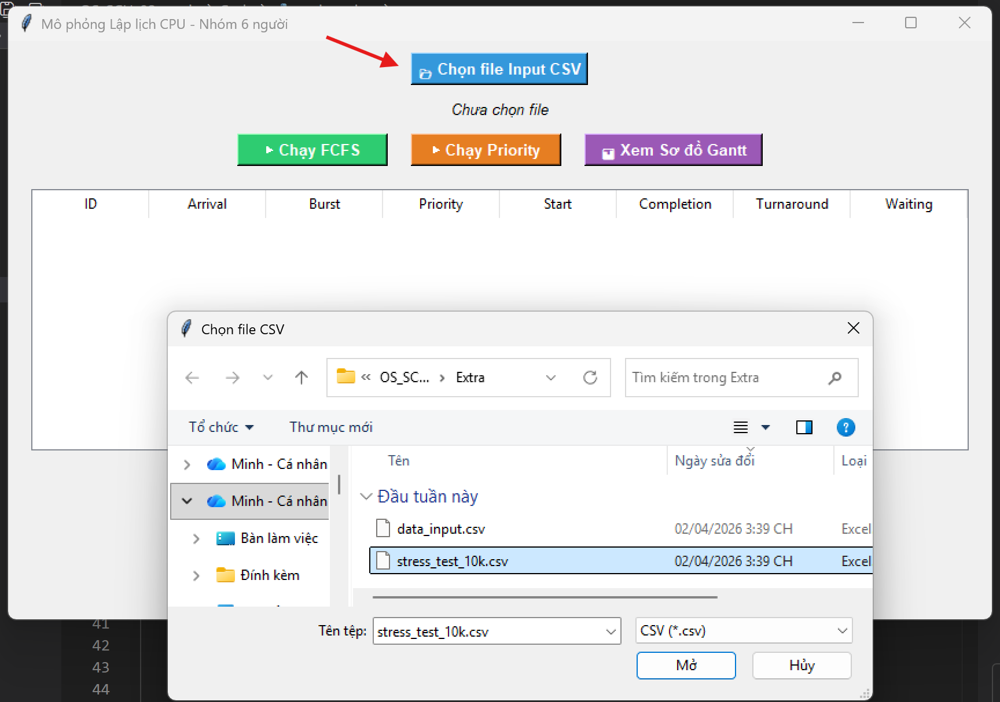 Mô phỏng Lập lịch CPU - Nhóm 6 người
Chọn file Input CSV
Chưa chọn file
Chạy FCFS
Chạy Priority
Xem Sơ đồ Gantt
ID Arrival Burst Priority Start Completion Turnaround Waiting
Chọn file CSV
« OS_SC... › Extra
Tìm kiếm trong Extra
Tổ chức
Thư mục mới
Minh - Cá nhân
Minh - Cá nhân
Bàn làm việc
Đính kèm
Tên Ngày sửa đổi Loại
Đầu tuần này
data_input.csv 02/04/2026 3:39 CH Excel
stress_test_10k.csv 02/04/2026 3:39 CH Excel
Tên tệp: stress_test_10k.csv CSV (*.csv)
Mở Hủy
41
42
43
44